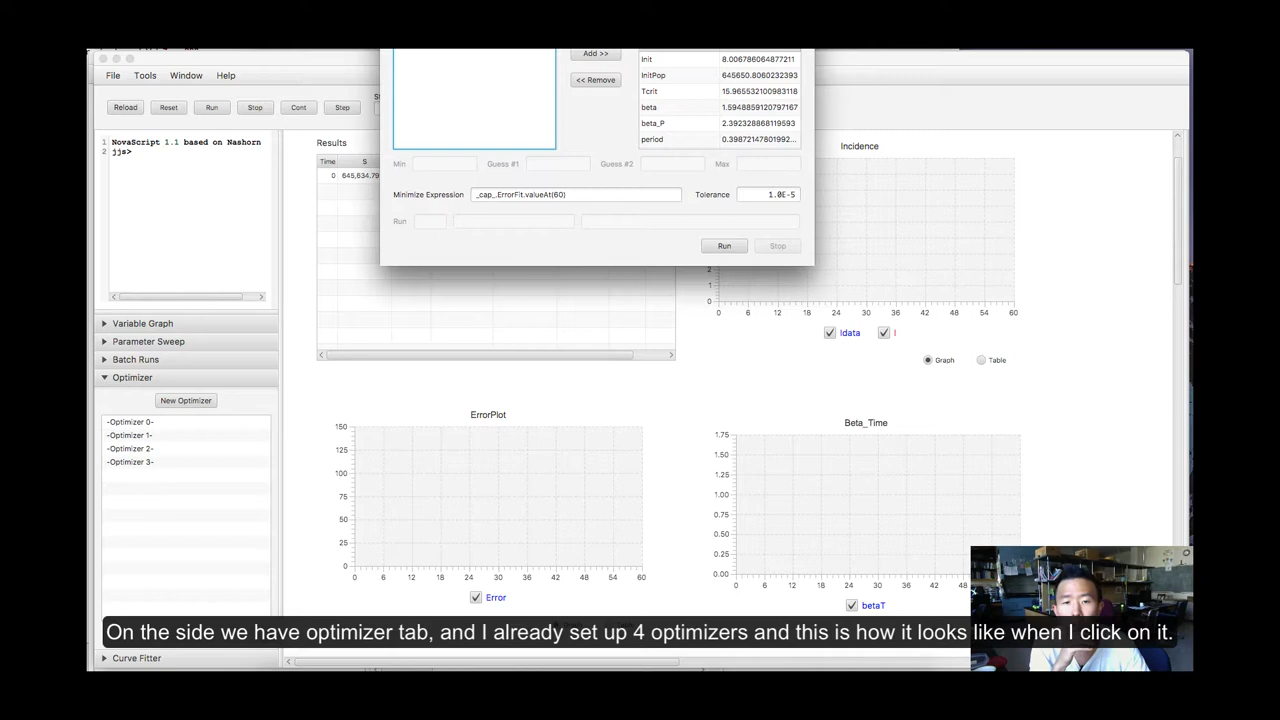 File Tools Window Help
Reload Reset Run Stop Cont Step
1 NovaScript 1.1 based on Nashorn
2 jjs>
Variable Graph
Parameter Sweep
Batch Runs
Optimizer
New Optimizer
-Optimizer 0-
-Optimizer 1-
-Optimizer 2-
-Optimizer 3-
Curve Fitter
Results
Time S
0 645,634.79
Add >>
<< Remove
Init 8.006786064877211
InitPop 645650.8060232393
Tcrit 15.965532100983118
beta 1.5948859120797167
beta_P 2.392328868119593
period 0.39872147801992...
Min Guess #1 Guess #2 Max
Minimize Expression _cap_.ErrorFit.valueAt(60) Tolerance 1.0E-5
Run
Run Stop
Incidence
2
1
0
0 6 12 18 24 30 36 42 48 54 60
Idata I
Graph Table
ErrorPlot
150
125
100
75
50
25
0
0 6 12 18 24 30 36 42 48 54 60
Error
Beta_Time
1.75
1.50
1.25
1.00
0.75
0.50
0.25
0.00
0 6 12 18 24 30 36 42 48
betaT
On the side we have optimizer tab, and I already set up 4 optimizers and this is how it looks like when I click on it.